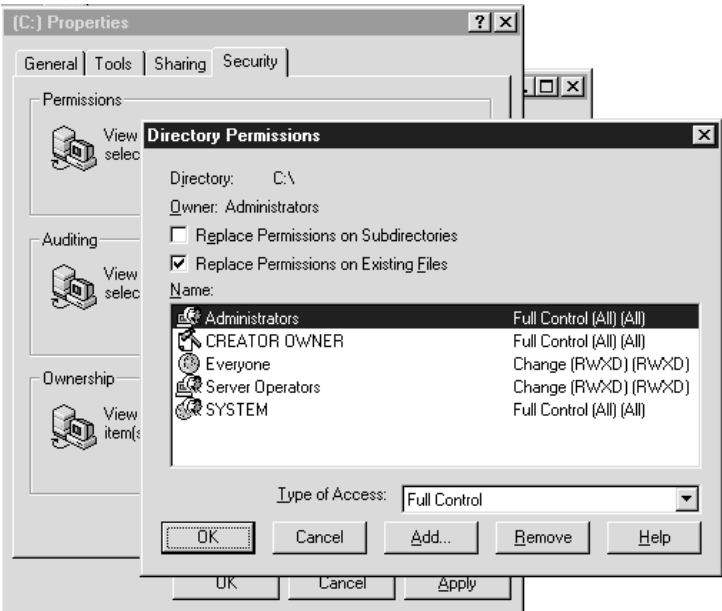 (C:) Properties
General Tools Sharing Security
Permissions
View
selec
Auditing
View
selec
Ownership
View
item(s
OK Cancel Apply
Directory Permissions
Directory: C:\
Owner: Administrators
Replace Permissions on Subdirectories
Replace Permissions on Existing Files
Name:
Administrators Full Control (All) (All)
CREATOR OWNER Full Control (All) (All)
Everyone Change (RWXD) (RWXD)
Server Operators Change (RWXD) (RWXD)
SYSTEM Full Control (All) (All)
Type of Access: Full Control
OK Cancel Add... Remove Help